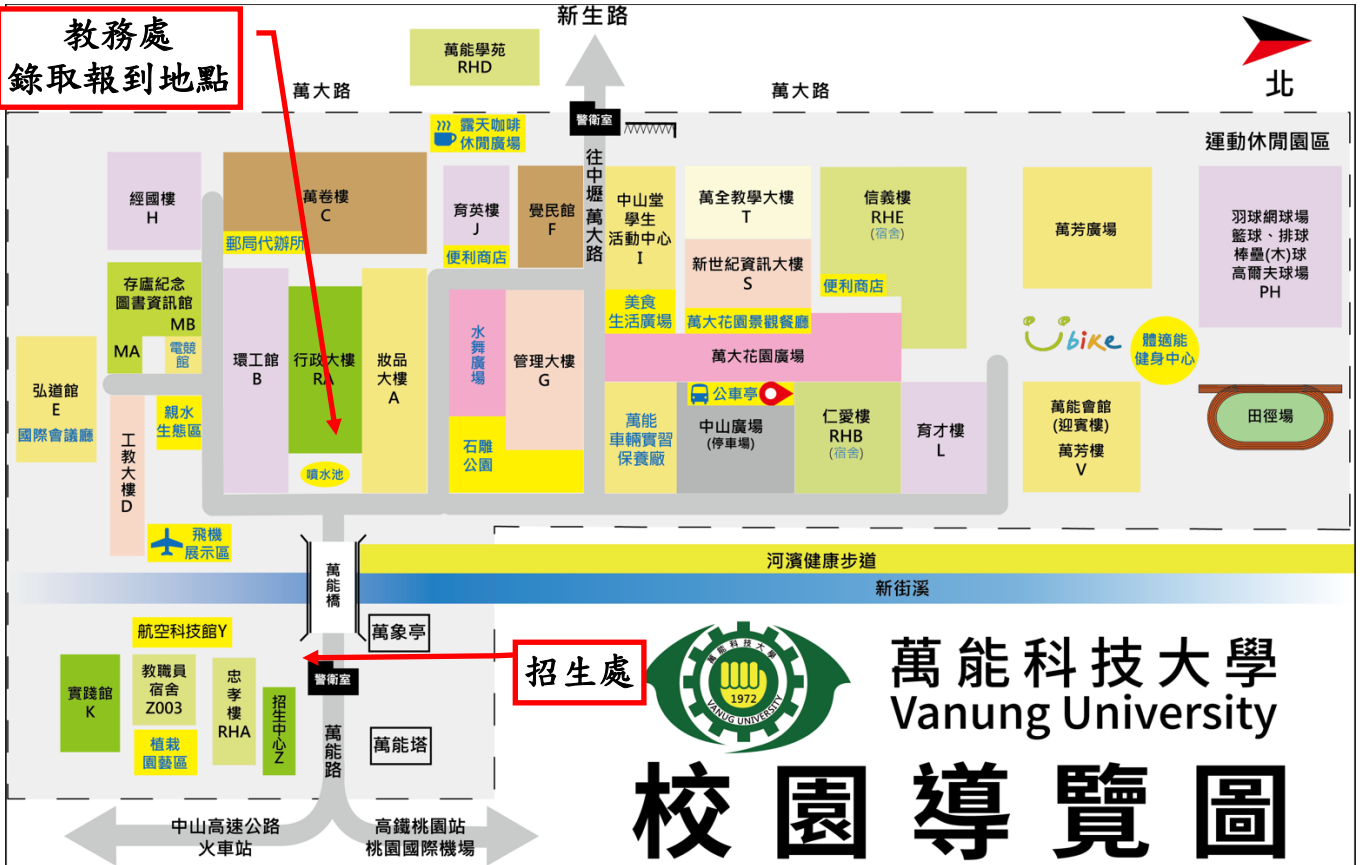 教務處
錄取報到地點
新生路
萬能學苑
RHD
北
萬大路
萬大路
警衛室
露天咖啡
休閒廣場
運動休閒園區
經國樓
H
萬卷樓
C
郵局代辦所
育英樓
J
便利商店
覺民館
F
往中壢 萬大路
中山堂
學生
活動中心
I
美食
生活廣場
萬全教學大樓
T
新世紀資訊大樓
S
萬大花園景觀餐廳
信義樓
RHE
(宿舍)
便利商店
萬芳廣場
羽球網球場
籃球、排球
棒壘(木)球
高爾夫球場
PH
存廬紀念
圖書資訊館
MB
MA
電競
館
環工館
B
行政大樓
RA
噴水池
妝品
大樓
A
水舞廣場
石雕
公園
管理大樓
G
萬大花園廣場
Ubike
體適能
健身中心
弘道館
E
國際會議廳
工教大樓D
親水
生態區
萬能
車輛實習
保養廠
公車亭
中山廣場
(停車場)
仁愛樓
RHB
(宿舍)
育才樓
L
萬能會館
(迎賓樓)
萬芳樓
V
田徑場
飛機
展示區
萬能橋
河濱健康步道
新街溪
航空科技館Y
萬象亭
招生處
警衛室
實踐館
K
教職員
宿舍
Z003
植栽
園藝區
忠孝樓
RHA
招生中心Z
萬能路
萬能塔
中山高速公路
火車站
高鐵桃園站
桃園國際機場
萬能科技大學
1972
VANUNG UNIVERSITY
萬能科技大學
Vanung University
校園導覽圖